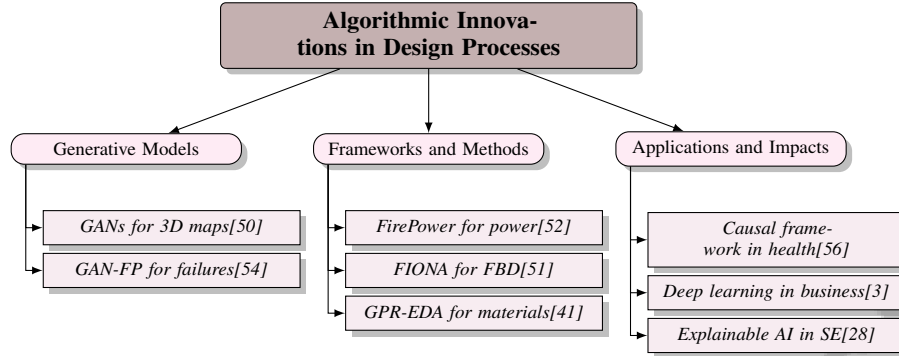 Algorithmic Innova-
tions in Design Processes
Generative Models
Frameworks and Methods
Applications and Impacts
GANs for 3D maps[50]
GAN-FP for failures[54]
FirePower for power[52]
FIONA for FBD[51]
GPR-EDA for materials[41]
Causal frame-
work in health[56]
Deep learning in business[3]
Explainable AI in SE[28]